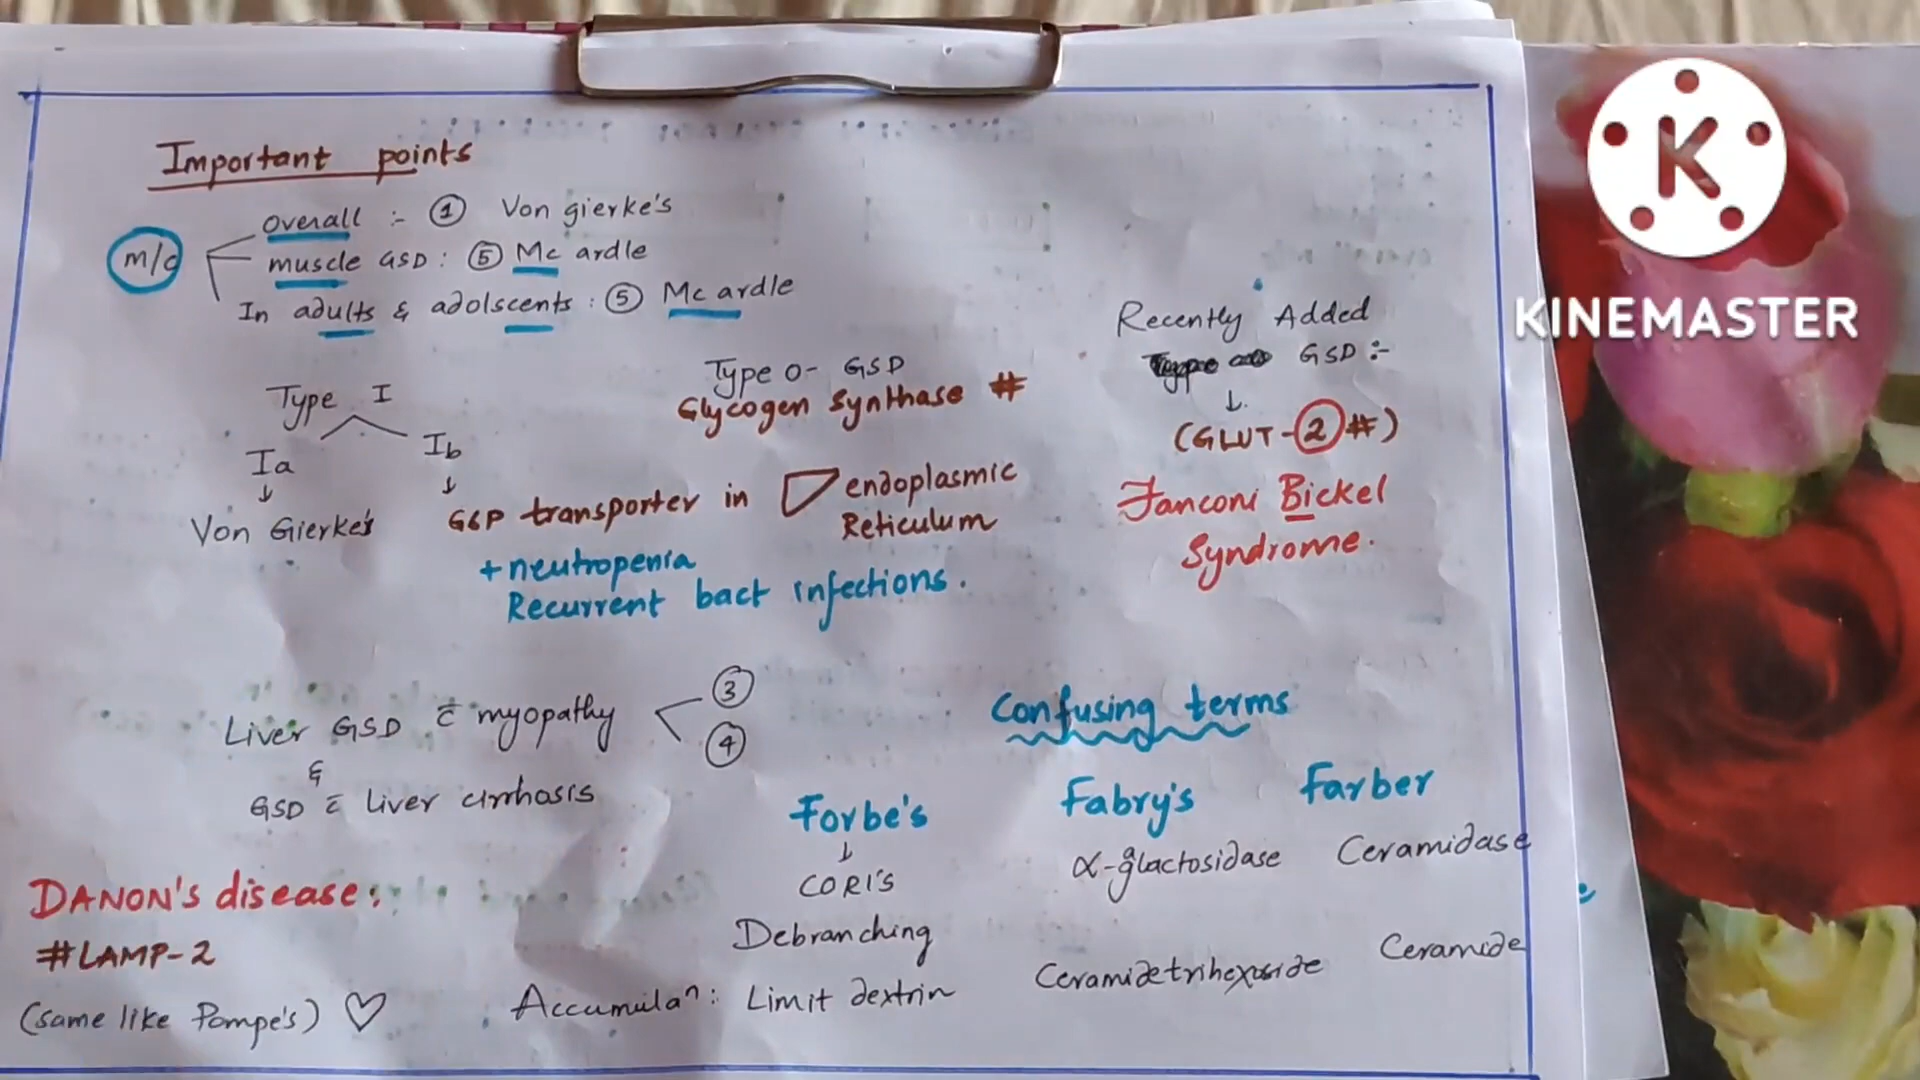 Important points
m/c
Overall :- ① Von gierke's
muscle GSD : ⑤ Mc ardle
In adults & adolscents : ⑤ Mc ardle
Type I
Ia
Ib
Von Gierke's
G6P transporter in endoplasmic
Reticulum
+neutropenia
Recurrent bact infections.
Type 0- GSD
Glycogen Synthase #
Recently Added
GSD :-
(GLUT-2#)
Fanconi Bickel
Syndrome.
Liver GSD c̄ myopathy
③
④
&
GSD c̄ Liver cirrhosis
Confusing terms
Forbe's
Fabry's
Farber
CORI'S
α-galactosidase
Ceramidase
Debranching
Accumulaⁿ: Limit dextrin
Ceramidetrihexoside
Ceramide
DANON's disease:
#LAMP-2
(same like Pompe's) ♡
K
KINEMASTER